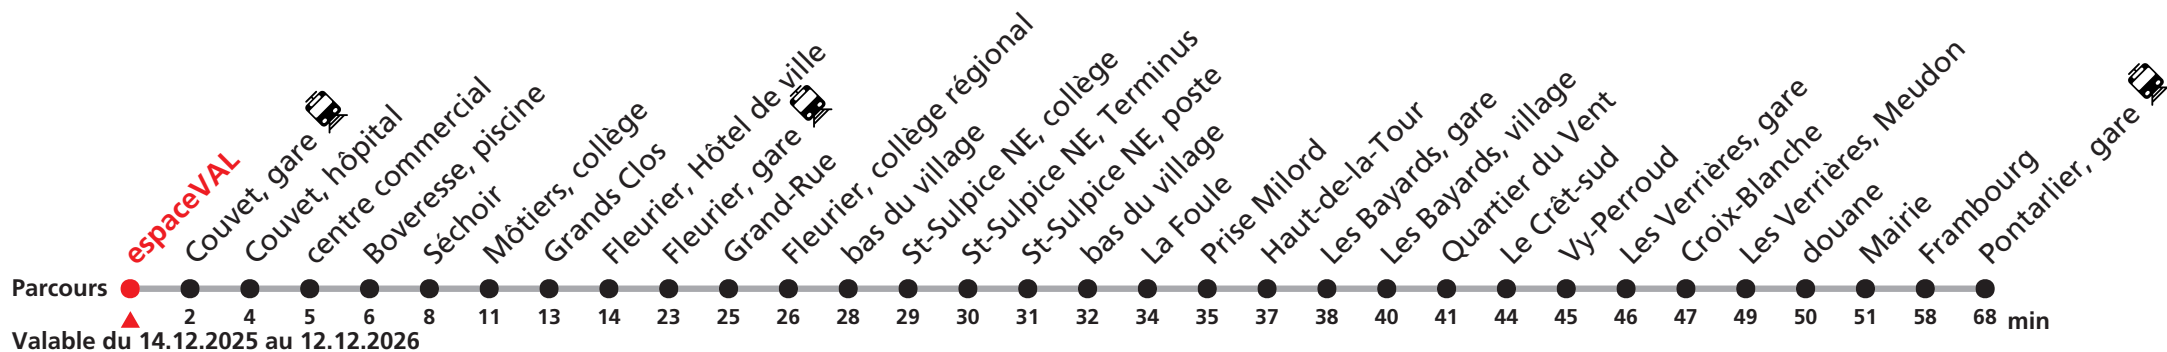 espaceVAL
Couvet, gare
Couvet, hôpital
centre commercial
Boveresse, piscine
Séchoir
Môtiers, collège
Grands Clos
Fleurier, Hôtel de ville
Fleurier, gare
Grand-Rue
Fleurier, collège régional
bas du village
St-Sulpice NE, collège
St-Sulpice NE, Terminus
St-Sulpice NE, poste
bas du village
La Foule
Prise Milord
Haut-de-la-Tour
Les Bayards, gare
Les Bayards, village
Quartier du Vent
Le Crêt-sud
Vy-Perroud
Les Verrières, gare
Croix-Blanche
Les Verrières, Meudon
douane
Mairie
Frambourg
Pontarlier, gare
Parcours
2 4 5 6 8 11 13 14 23 25 26 28 29 30 31 32 34 35 37 38 40 41 44 45 46 47 49 50 51 58 68 min
Valable du 14.12.2025 au 12.12.2026